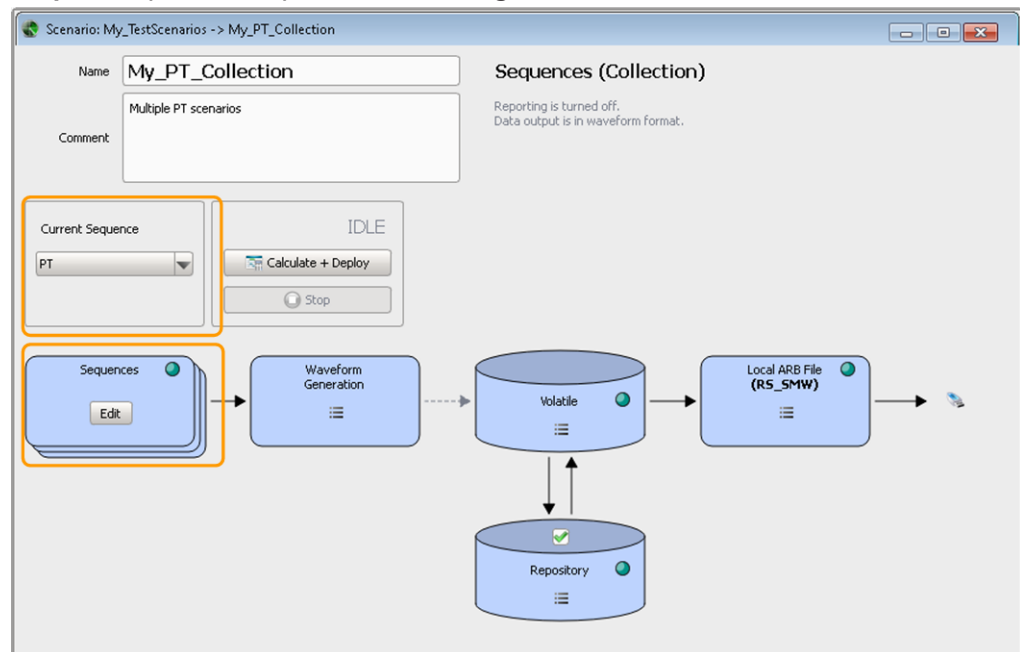 Scenario: My_TestScenarios -> My_PT_Collection
Name
My_PT_Collection
Sequences (Collection)
Comment
Multiple PT scenarios
Reporting is turned off.
Data output is in waveform format.
Current Sequence
PT
IDLE
Calculate + Deploy
Stop
Sequences
Edit
Waveform
Generation
Volatile
Local ARB File
(RS_SMW)
Repository